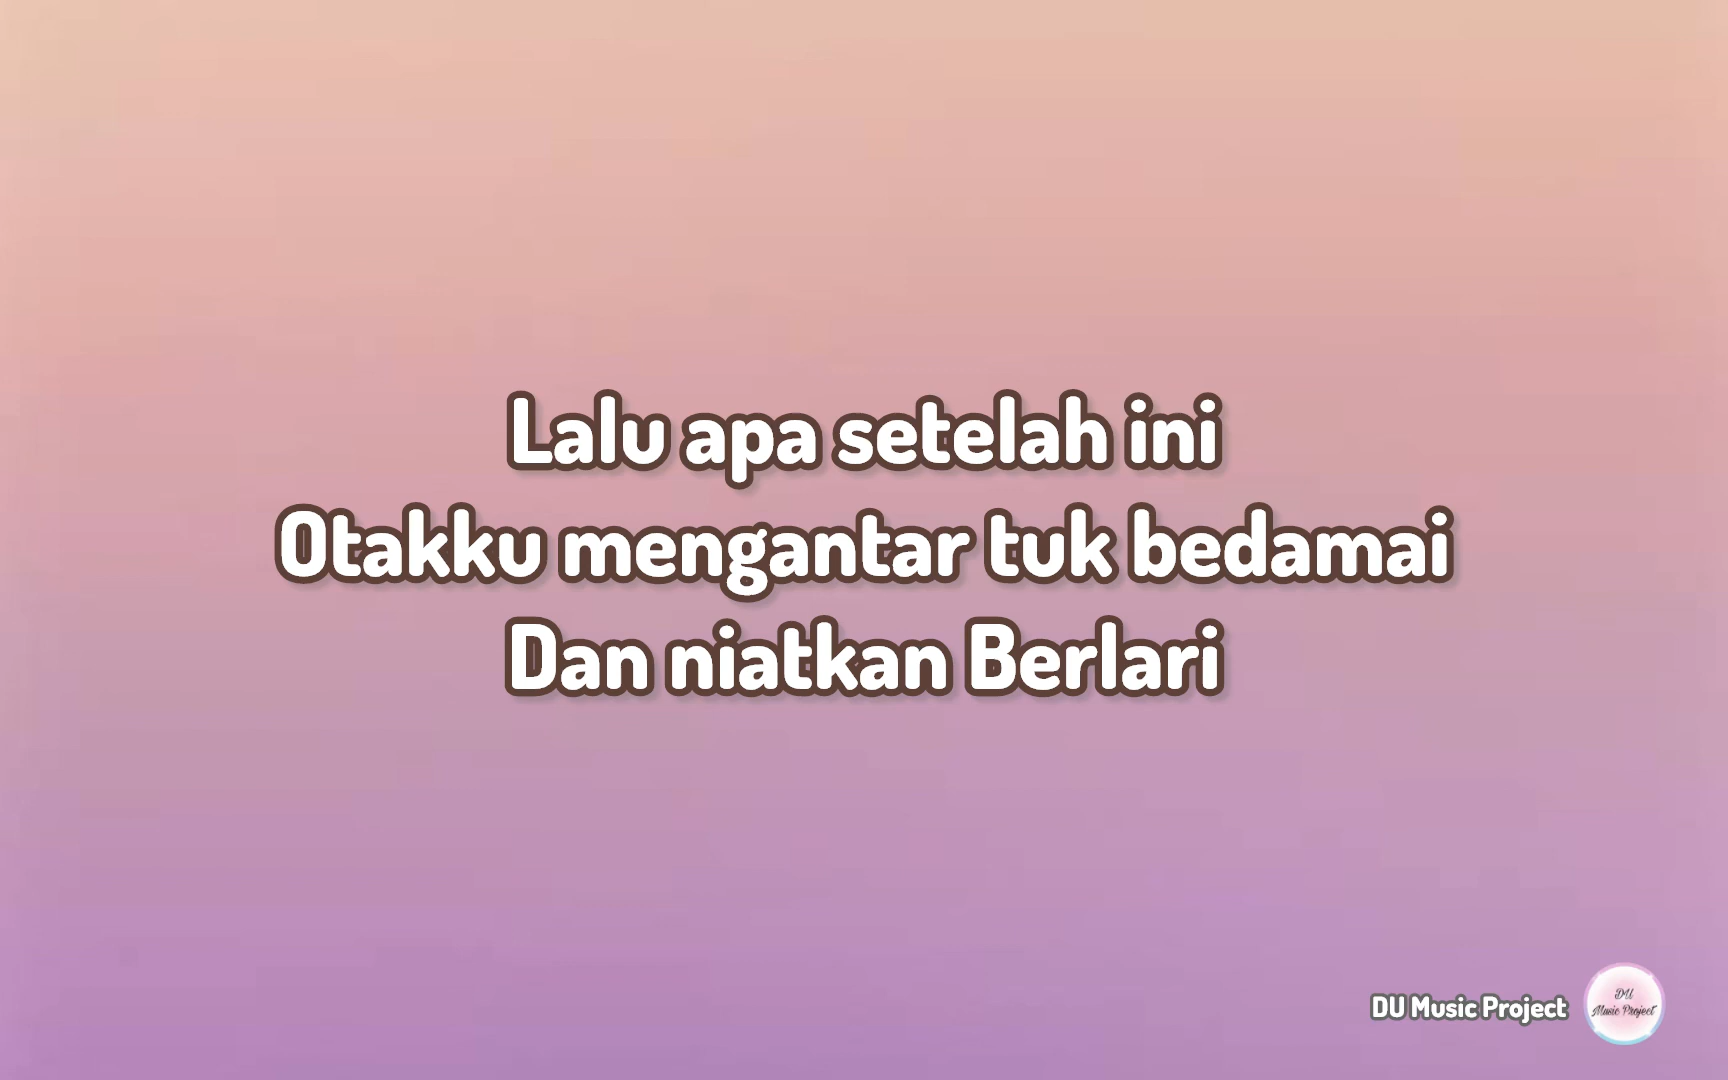 Lalu apa setelah ini
Otakku mengantar tuk bedamai
Dan niatkan Berlari
DU Music Project
DU
Music Project